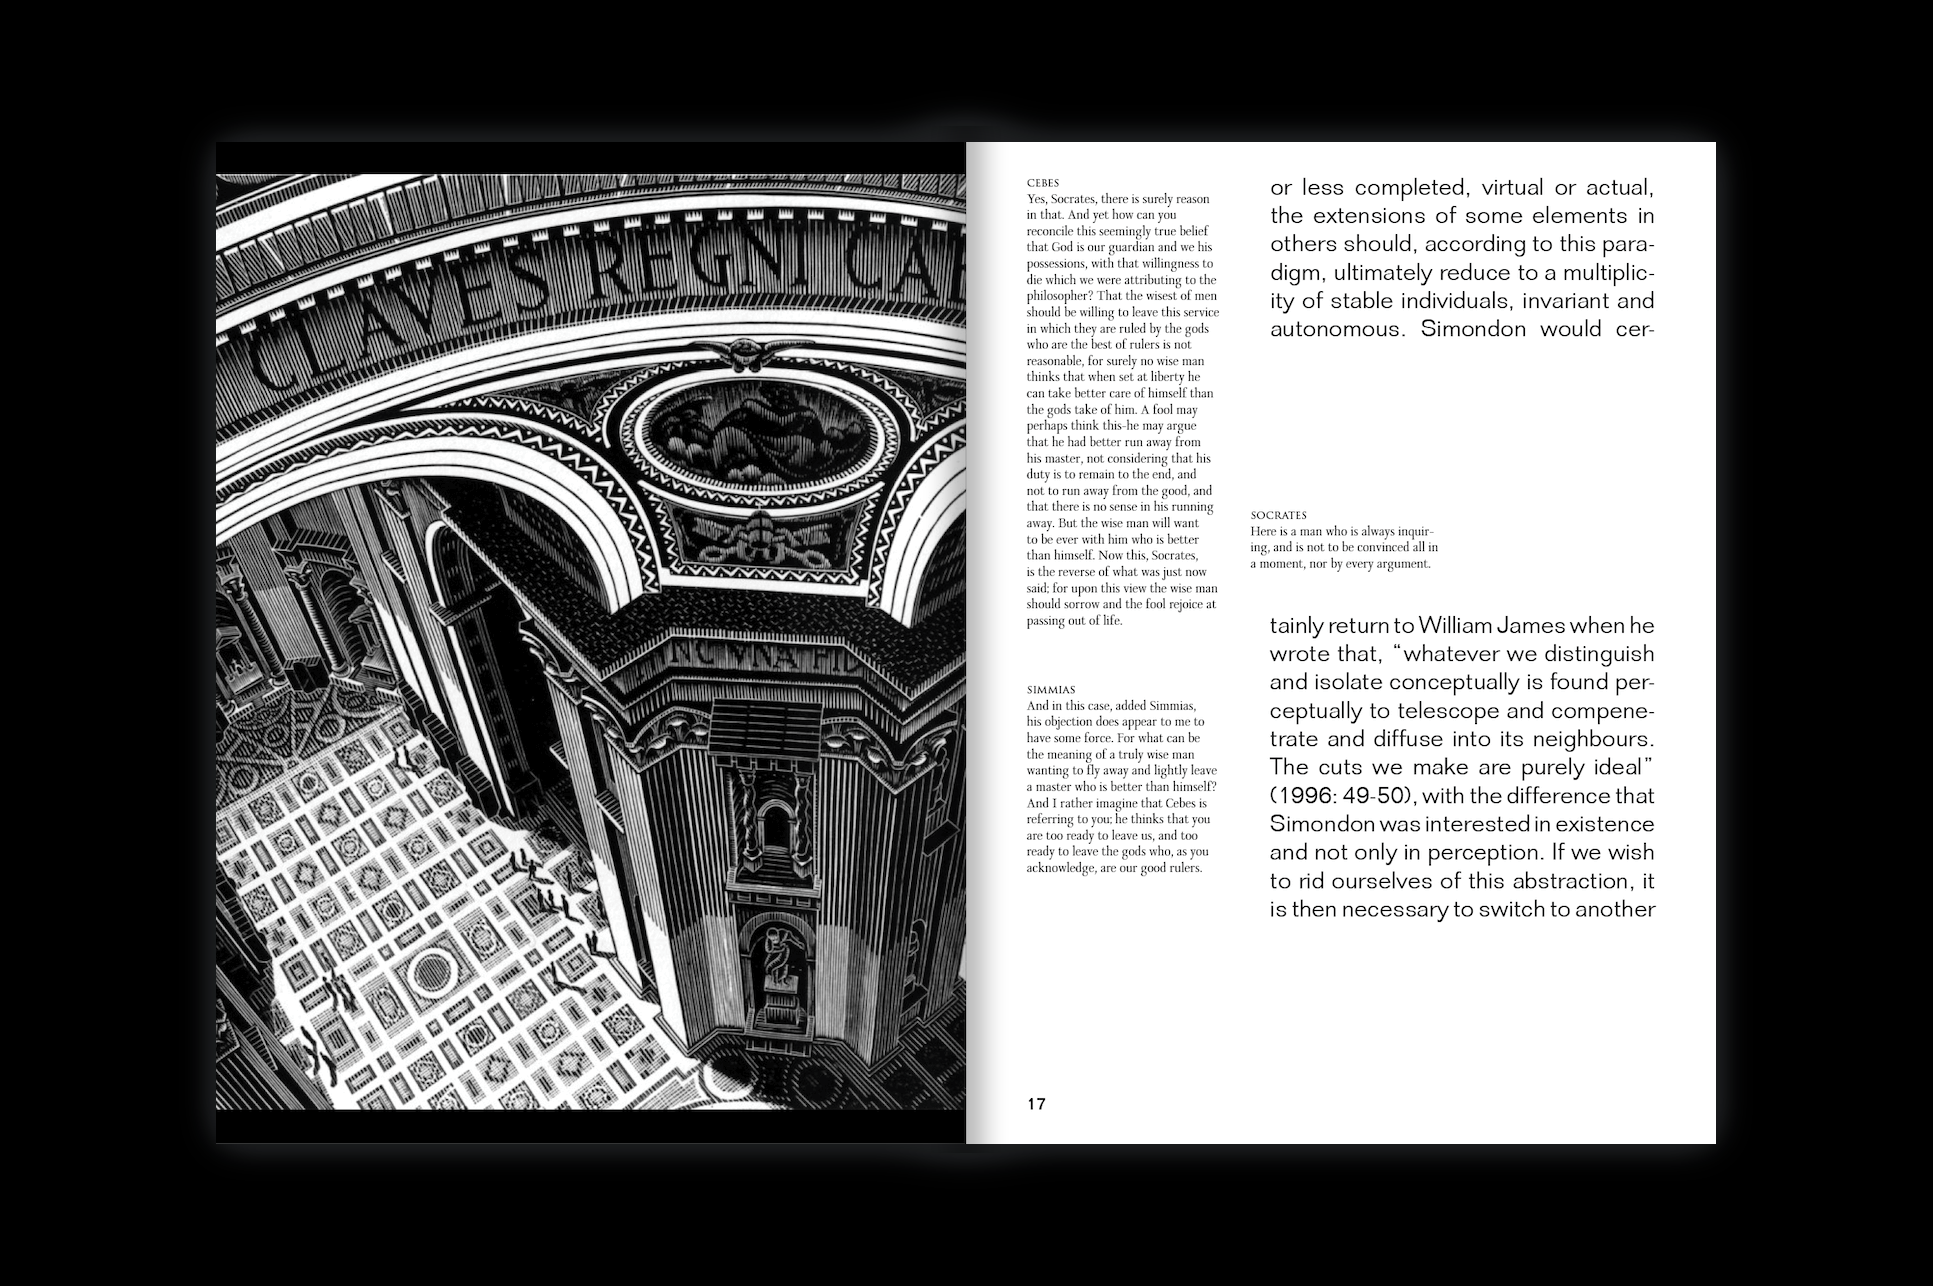 CLAVES REGNI CAE
NC VNA FID
CEBES
Yes, Socrates, there is surely reason
in that. And yet how can you
reconcile this seemingly true belief
that God is our guardian and we his
possessions, with that willingness to
die which we were attributing to the
philosopher? That the wisest of men
should be willing to leave this service
in which they are ruled by the gods
who are the best of rulers is not
reasonable, for surely no wise man
thinks that when set at liberty he
can take better care of himself than
the gods take of him. A fool may
perhaps think this-he may argue
that he had better run away from
his master, not considering that his
duty is to remain to the end, and
not to run away from the good, and
that there is no sense in his running
away. But the wise man will want
to be ever with him who is better
than himself. Now this, Socrates,
is the reverse of what was just now
said; for upon this view the wise man
should sorrow and the fool rejoice at
passing out of life.
SIMMIAS
And in this case, added Simmias,
his objection does appear to me to
have some force. For what can be
the meaning of a truly wise man
wanting to fly away and lightly leave
a master who is better than himself?
And I rather imagine that Cebes is
referring to you; he thinks that you
are too ready to leave us, and too
ready to leave the gods who, as you
acknowledge, are our good rulers.
or less completed, virtual or actual,
the extensions of some elements in
others should, according to this para-
digm, ultimately reduce to a multiplic-
ity of stable individuals, invariant and
autonomous. Simondon would cer-
SOCRATES
Here is a man who is always inquir-
ing, and is not to be convinced all in
a moment, nor by every argument.
tainly return to William James when he
wrote that, “whatever we distinguish
and isolate conceptually is found per-
ceptually to telescope and compene-
trate and diffuse into its neighbours.
The cuts we make are purely ideal”
(1996: 49-50), with the difference that
Simondon was interested in existence
and not only in perception. If we wish
to rid ourselves of this abstraction, it
is then necessary to switch to another
17